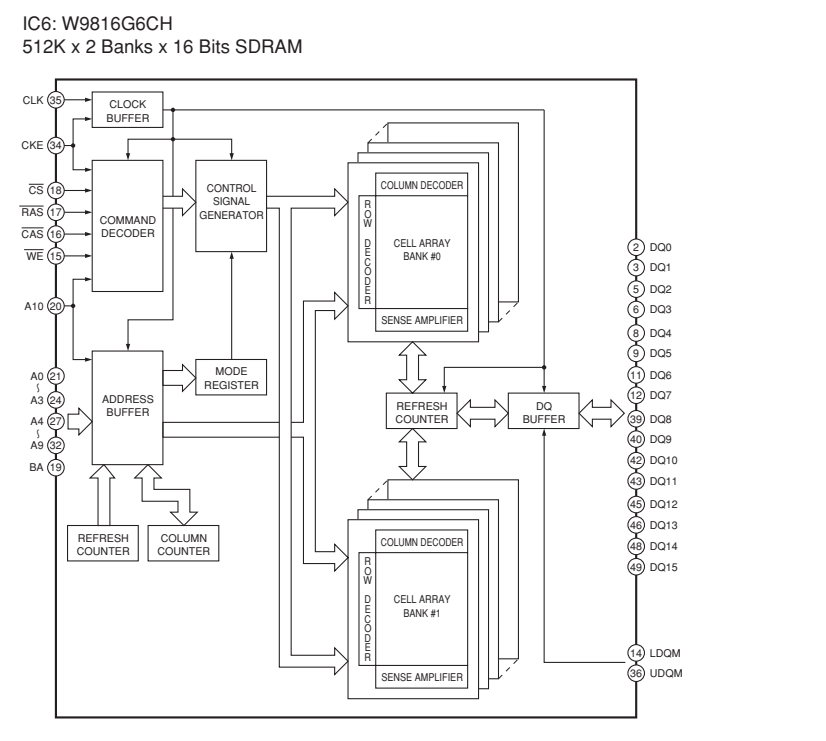 IC6: W9816G6CH
512K x 2 Banks x 16 Bits SDRAM
CLK 35
CLOCK
BUFFER
CKE 34
CS 18
RAS 17
CAS 16
WE 15
COMMAND
DECODER
CONTROL
SIGNAL
GENERATOR
COLUMN DECODER
ROW DECODER
CELL ARRAY
BANK #0
SENSE AMPLIFIER
A10 20
A0 21
~
A3 24
A4 27
~
A9 32
BA 19
ADDRESS
BUFFER
MODE
REGISTER
REFRESH
COUNTER
DQ
BUFFER
REFRESH
COUNTER
COLUMN
COUNTER
COLUMN DECODER
ROW DECODER
CELL ARRAY
BANK #1
SENSE AMPLIFIER
2 DQ0
3 DQ1
5 DQ2
6 DQ3
8 DQ4
9 DQ5
11 DQ6
12 DQ7
39 DQ8
40 DQ9
42 DQ10
43 DQ11
45 DQ12
46 DQ13
48 DQ14
49 DQ15
14 LDQM
36 UDQM